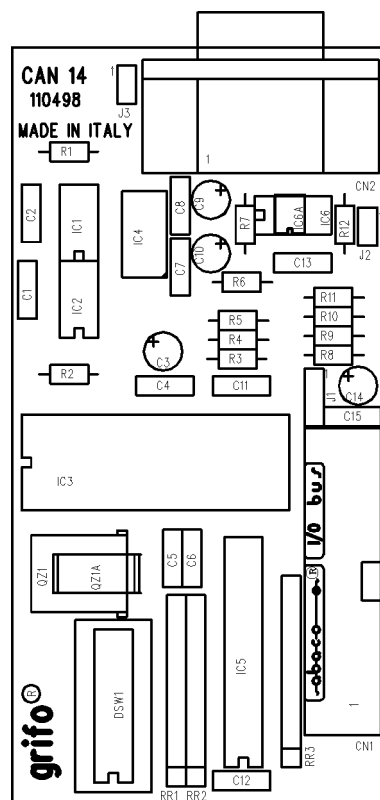 CAN 14
110498
MADE IN ITALY
1
J3
1
CN2
R1
C2
IC1
IC4
C8
C9
R7
IC6A
IC6
R12
J2
C1
IC2
C7
C10
C13
R6
R11
R10
R9
R8
R5
R4
R3
C3
R2
C4
C11
J1
C14
C15
IC3
I/O bus
QZ1
QZ1A
C5
C6
abaco ®
DSW1
IC5
1
grifo®
RR1
RR2
C12
RR3
CN1